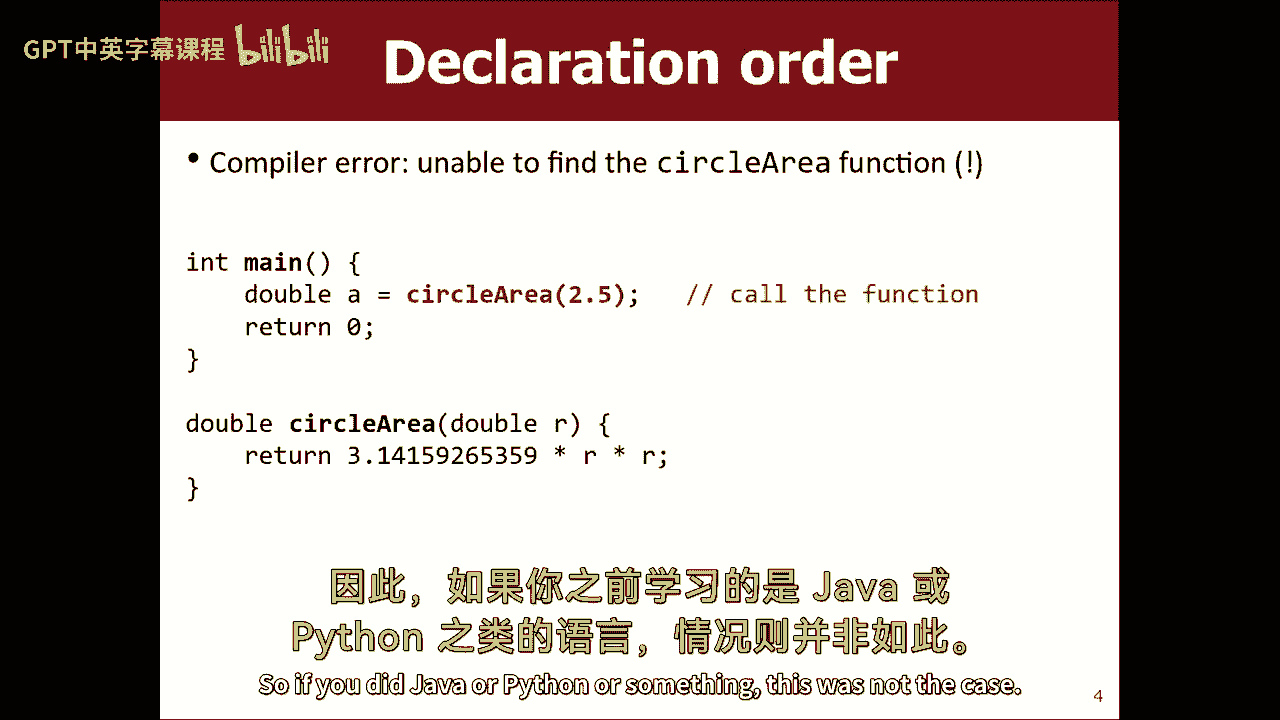 GPT中英字幕课程 bilibili
Declaration order
• Compiler error: unable to find the circleArea function (!)
int main() {
    double a = circleArea(2.5);   // call the function
    return 0;
}
double circleArea(double r) {
    return 3.14159265359 * r * r;
}
因此，如果你之前学习的是 Java 或
Python 之类的语言，情况则并非如此。
So if you did Java or Python or something, this was not the case.
4